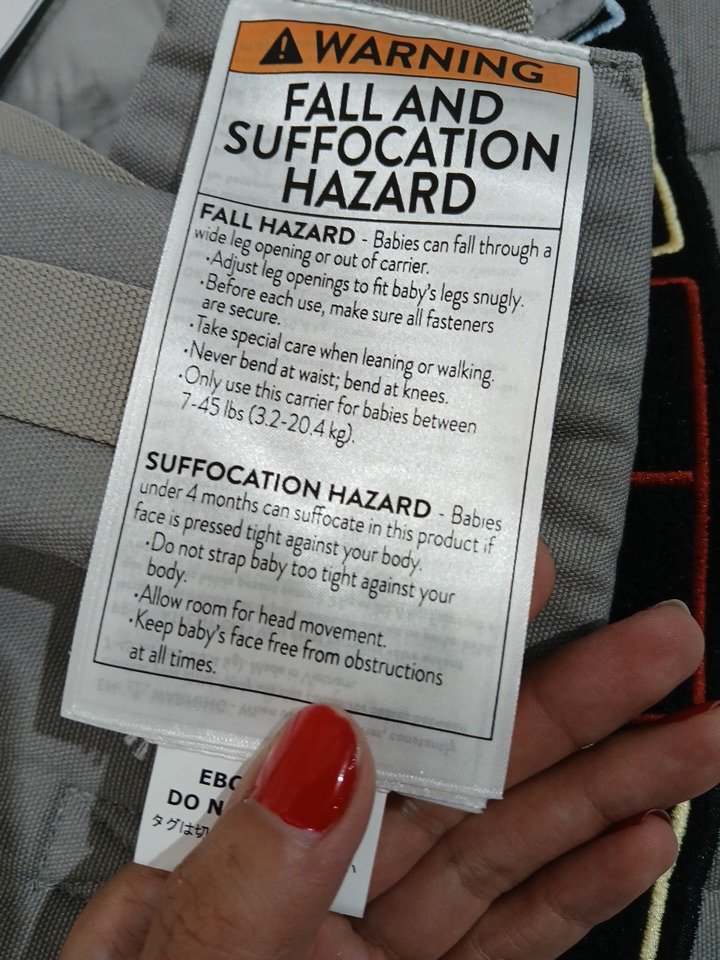 WARNING
FALL AND
SUFFOCATION
HAZARD
FALL HAZARD - Babies can fall through a
wide leg opening or out of carrier.
•Adjust leg openings to fit baby's legs snugly.
•Before each use, make sure all fasteners
are secure.
•Take special care when leaning or walking.
•Never bend at waist; bend at knees.
•Only use this carrier for babies between
7-45 lbs (3.2-20.4 kg).
SUFFOCATION HAZARD - Babies
under 4 months can suffocate in this product if
face is pressed tight against your body.
•Do not strap baby too tight against your
body.
•Allow room for head movement.
•Keep baby's face free from obstructions
at all times.
DO
タグは切